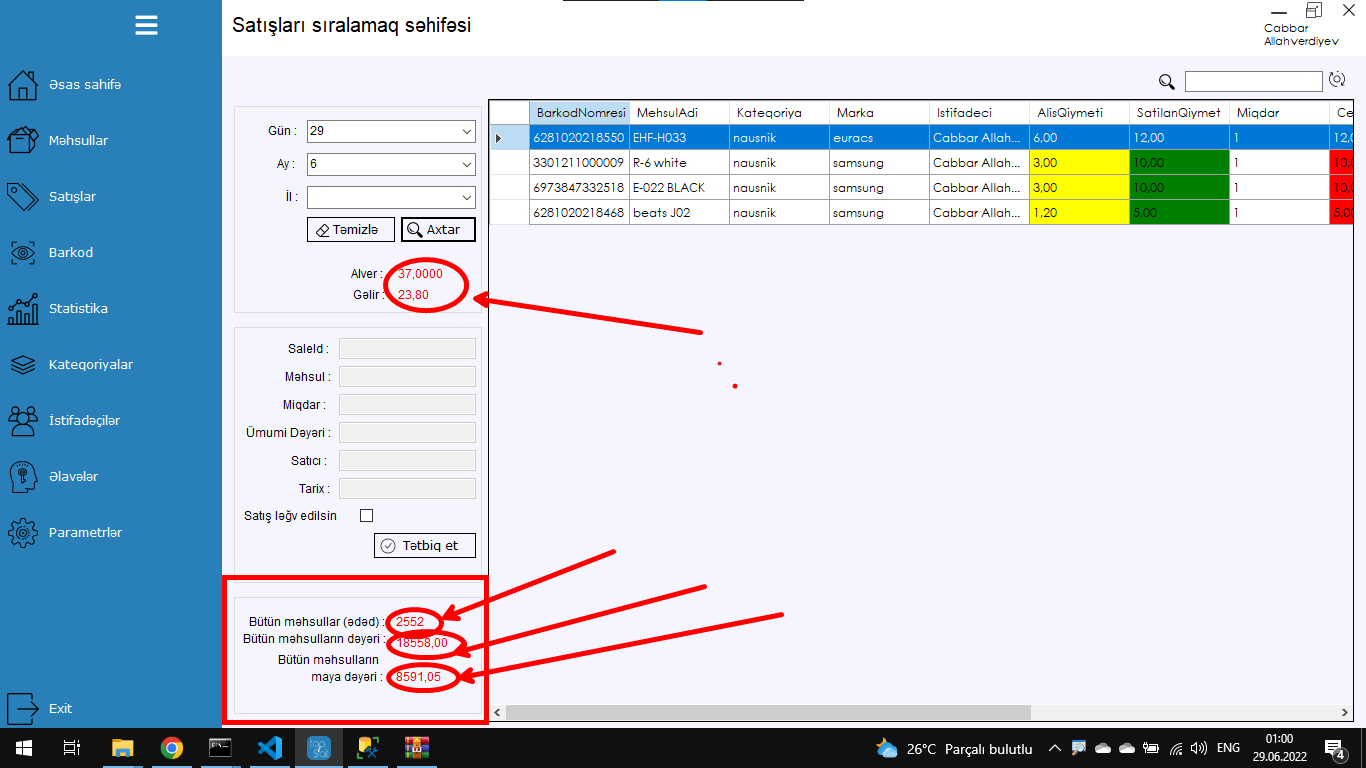 Satışları sıralamaq səhifəsi
Cabbar
Allahverdiyev
Əsas sahifə
Məhsullar
Satışlar
Barkod
Statistika
Kateqoriyalar
İstifadəçilər
Əlavələr
Parametrlər
Exit
Gün : 29
Ay : 6
İl :
Təmizlə Axtar
Alver : 37,0000
Gəlir : 23,80
SaleId :
Məhsul :
Miqdar :
Ümumi Dəyəri :
Satıcı :
Tarix :
Satış ləğv edilsin
Tətbiq et
Bütün məhsullar (ədəd) : 2552
Bütün məhsulların dəyəri : 18558,00
Bütün məhsulların
maya dəyəri : 8591,05
BarkodNomresi MehsulAdi Kateqoriya Marka Istifadeci AlisQiymeti SatilanQiymet Miqdar Ce
6281020218550 EHF-H033 nausnik euracs Cabbar Allah... 6,00 12,00 1 12,0
3301211000009 R-6 white nausnik samsung Cabbar Allah... 3,00 10,00 1 10,0
6973847332518 E-022 BLACK nausnik samsung Cabbar Allah... 3,00 10,00 1 10,0
6281020218468 beats J02 nausnik samsung Cabbar Allah... 1,20 5,00 1 5,00
26°C Parçalı bulutlu ENG 01:00
29.06.2022
4